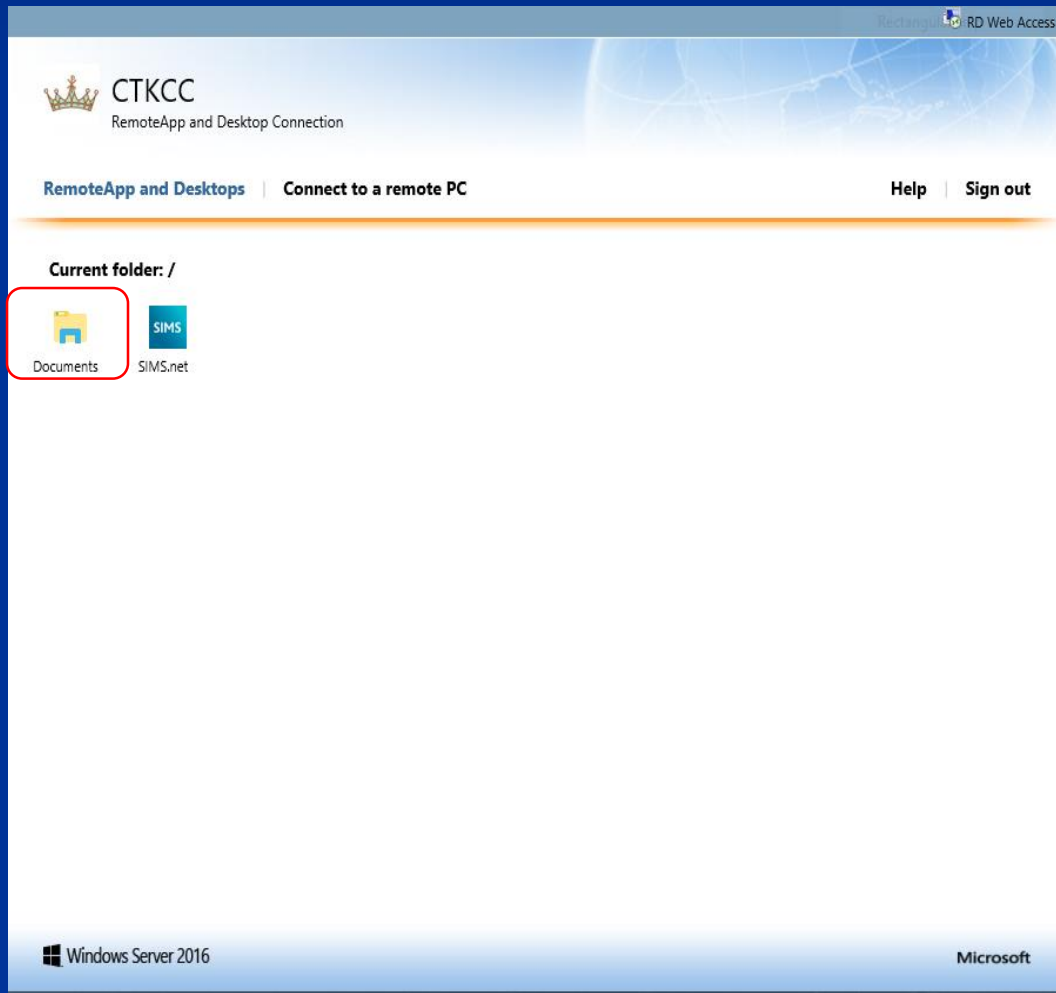 RD Web Access
CTKCC
RemoteApp and Desktop Connection
RemoteApp and Desktops | Connect to a remote PC Help | Sign out
Current folder: /
SIMS
Documents SIMS.net
Windows Server 2016 Microsoft